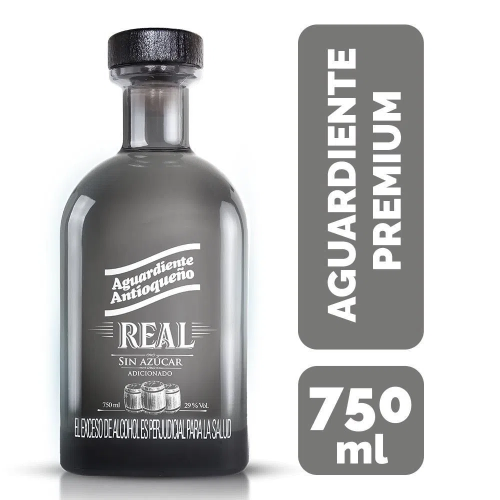 Aguardiente
Antioqueño
REAL
SIN AZÚCAR
ADICIONADO
750 ml 29 % Vol.
EL EXCESO DE ALCOHOL ES PERJUDICIAL PARA LA SALUD
AGUARDIENTE
PREMIUM
750
ml